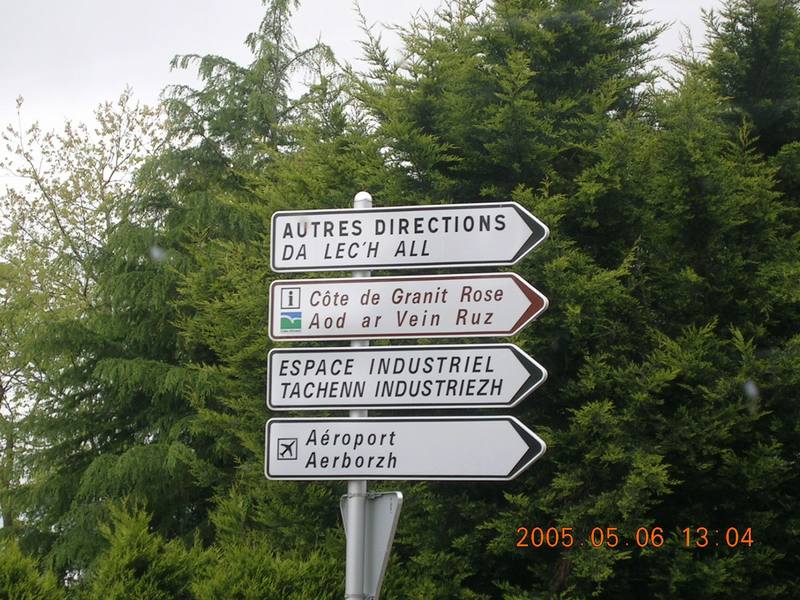 AUTRES DIRECTIONS
DA LEC'H ALL
i Côte de Granit Rose
Aod ar Vein Ruz
ESPACE INDUSTRIEL
TACHENN INDUSTRIEZH
Aéroport
Aerborzh
2005.05.06 13:04